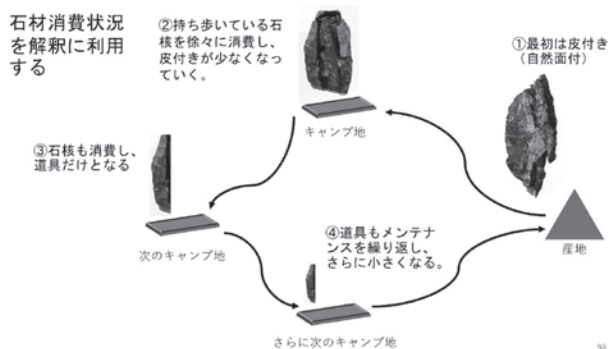 石材消費状況
を解釈に利用
する
②持ち歩いている石
核を徐々に消費し、
皮付きが少なくなっ
ていく。
①最初は皮付き
（自然面付）
キャンプ地
③石核も消費し、
道具だけとなる
次のキャンプ地
④道具もメンテナ
ンスを繰り返し、
さらに小さくなる。
産地
さらに次のキャンプ地